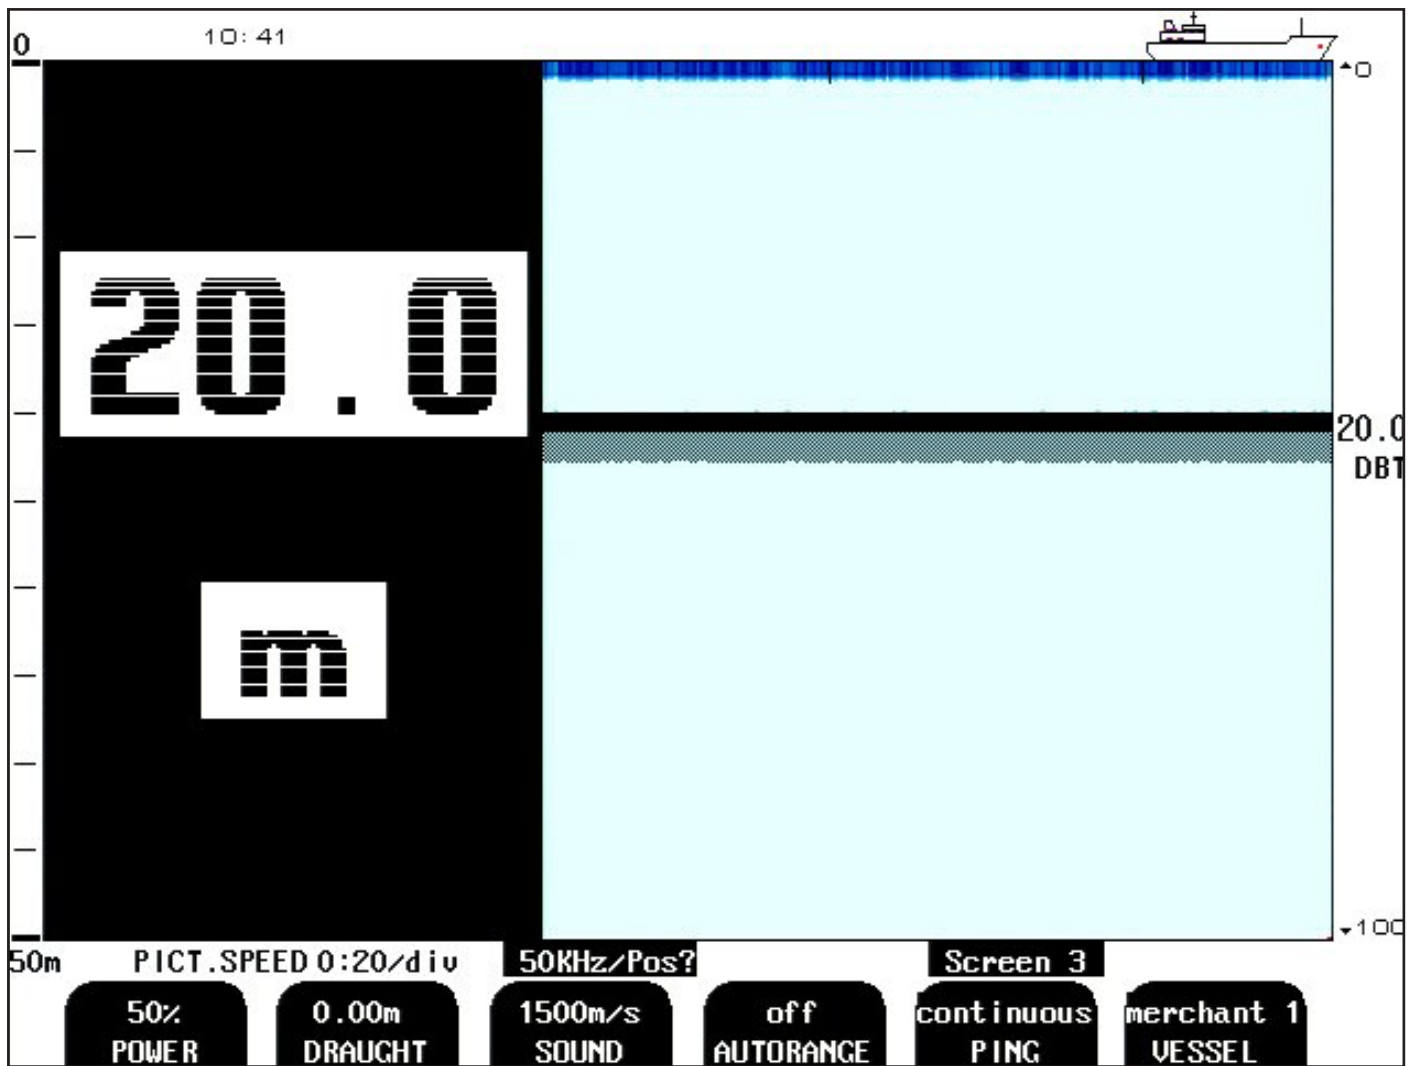 0
10:41
0
20.0
20.0
DBT
m
100
50m PICT.SPEED 0:20/div 50KHz/Pos? Screen 3
50% 0.00m 1500m/s off continuous merchant 1
POWER DRAUGHT SOUND AUTORANGE PING VESSEL